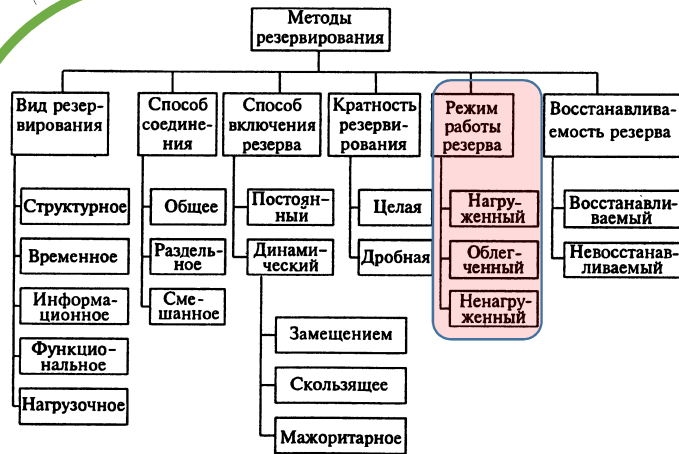 Методы
резервирования
Вид резер-
вирования
Структурное
Временное
Информа-
ционное
Функцио-
нальное
Нагрузочное
Способ
соедине-
ния
Общее
Раздель-
ное
Сме-
шанное
Способ
включения
резерва
Постоян-
ный
Динами-
ческий
Замещением
Скользящее
Мажоритарное
Кратность
резерви-
рования
Целая
Дробная
Режим
работы
резерва
Нагру-
женный
Облег-
ченный
Ненагру-
женный
Восстанавлива-
емость резерва
Восстанавли-
ваемый
Невосстанав-
ливаемый